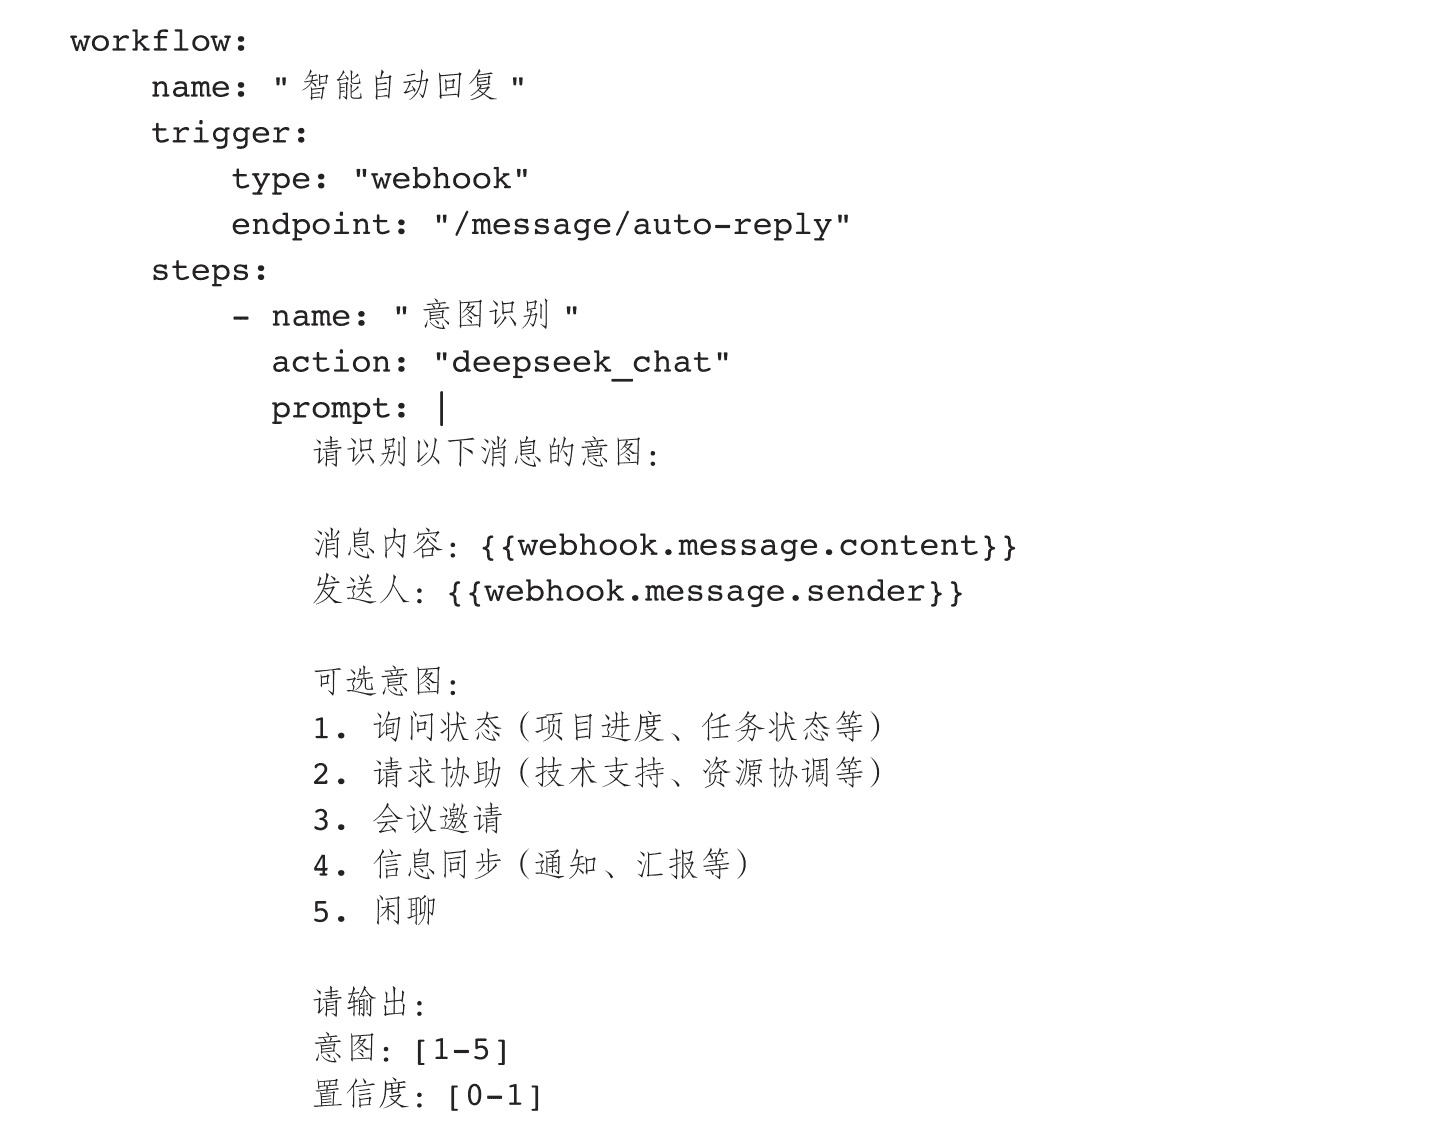 workflow:
    name: "智能自动回复"
    trigger:
        type: "webhook"
        endpoint: "/message/auto-reply"
    steps:
        - name: "意图识别"
          action: "deepseek_chat"
          prompt: |
            请识别以下消息的意图：

            消息内容：{{webhook.message.content}}
            发送人：{{webhook.message.sender}}

            可选意图：
            1. 询问状态（项目进度、任务状态等）
            2. 请求协助（技术支持、资源协调等）
            3. 会议邀请
            4. 信息同步（通知、汇报等）
            5. 闲聊

            请输出：
            意图：[1-5]
            置信度：[0-1]